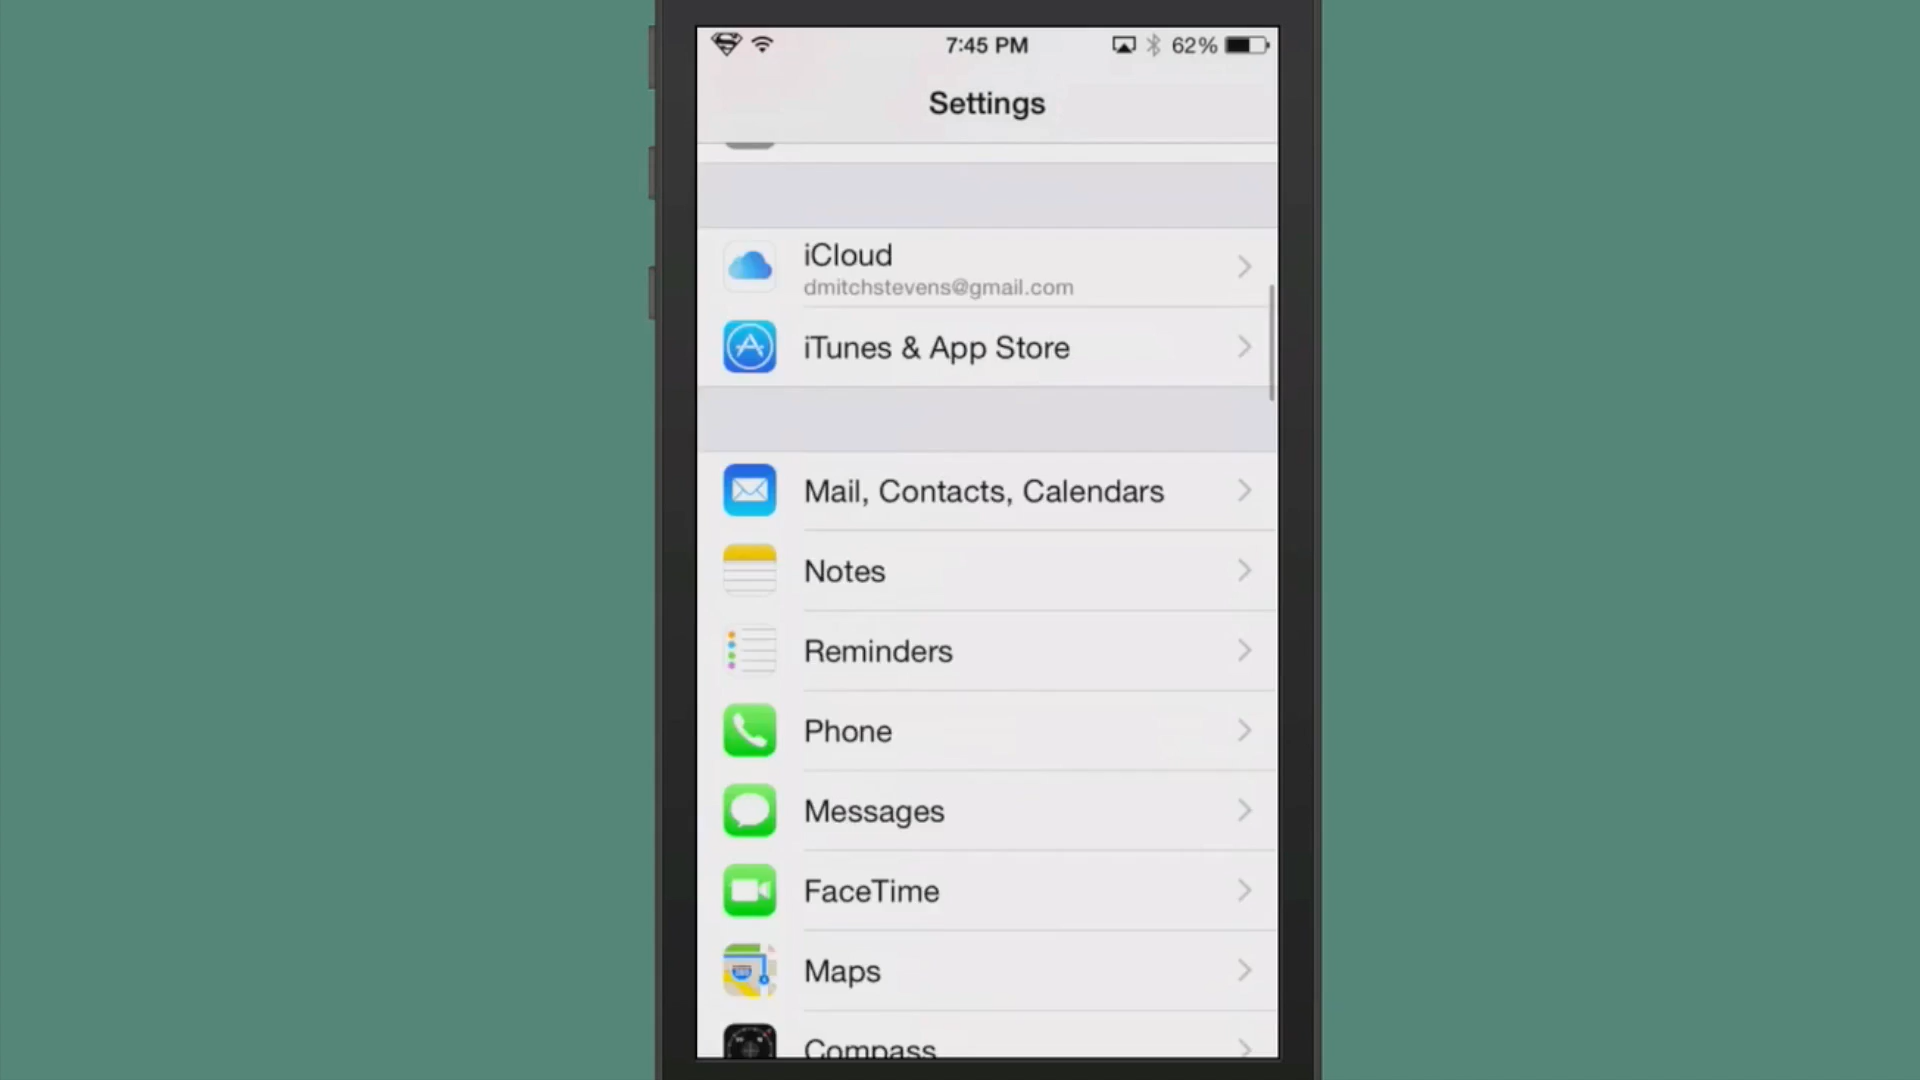 7:45 PM
62%
Settings
iCloud
dmitchstevens@gmail.com
iTunes & App Store
Mail, Contacts, Calendars
Notes
Reminders
Phone
Messages
FaceTime
Maps
Compass